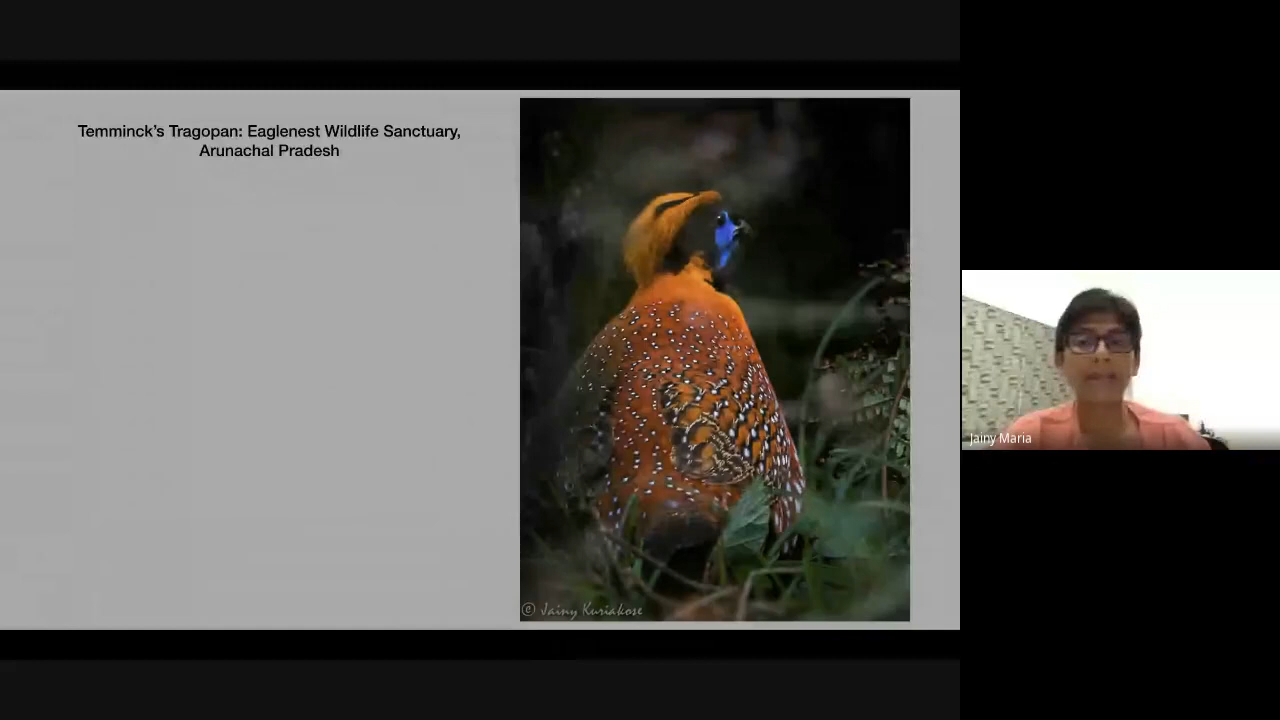 Temminck's Tragopan: Eaglenest Wildlife Sanctuary,
Arunachal Pradesh
© Jainy Kuriakose
Jainy Maria